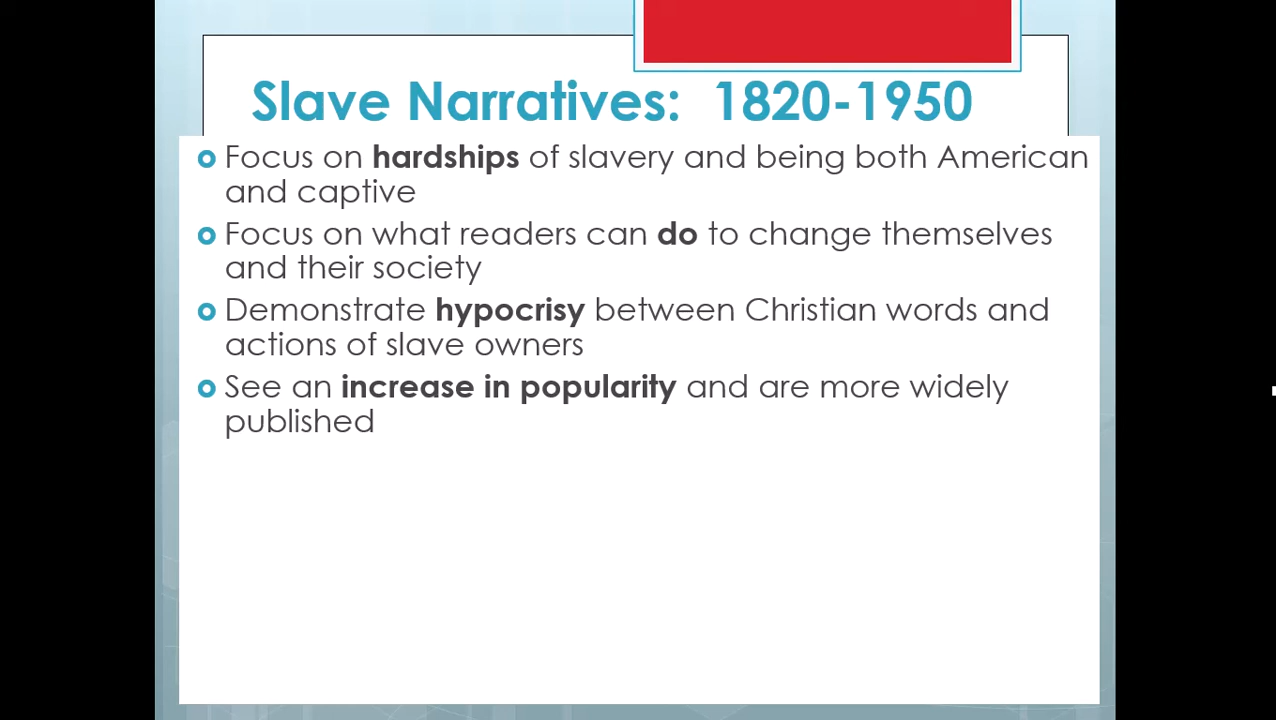 Slave Narratives: 1820-1950
Focus on hardships of slavery and being both American
and captive
Focus on what readers can do to change themselves
and their society
Demonstrate hypocrisy between Christian words and
actions of slave owners
See an increase in popularity and are more widely
published